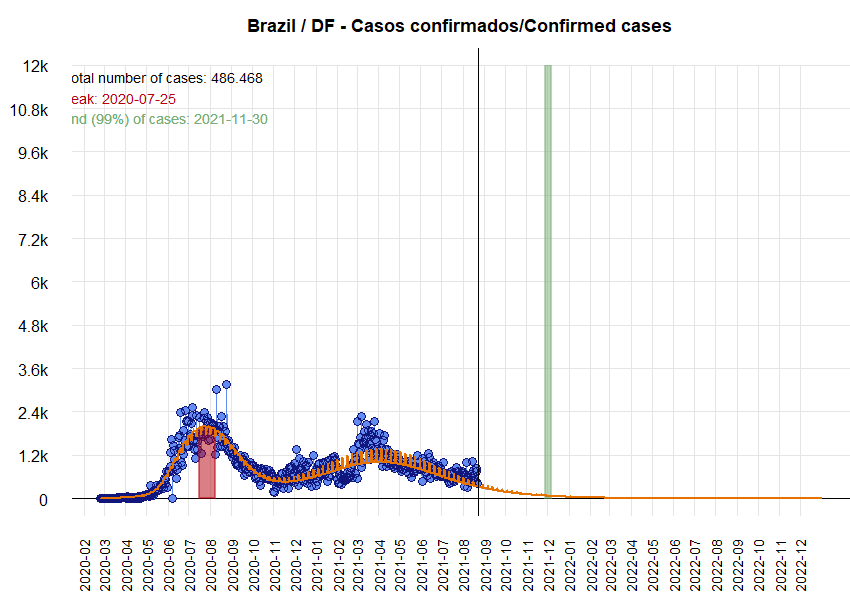 Brazil / DF - Casos confirmados/Confirmed cases
12k
otal number of cases: 486.468
eak: 2020-07-25
10.8k
nd (99%) of cases: 2021-11-30
9.6k
8.4k
7.2k
6k
4.8k
3.6k
2.4k
1.2k
0
2020-02
2020-03
2020-04
2020-05
2020-06
2020-07
2020-08
2020-09
2020-10
2020-11
2020-12
2021-01
2021-02
2021-03
2021-04
2021-05
2021-06
2021-07
2021-08
2021-09
2021-10
2021-11
2021-12
2022-01
2022-02
2022-03
2022-04
2022-05
2022-06
2022-07
2022-08
2022-09
2022-10
2022-11
2022-12